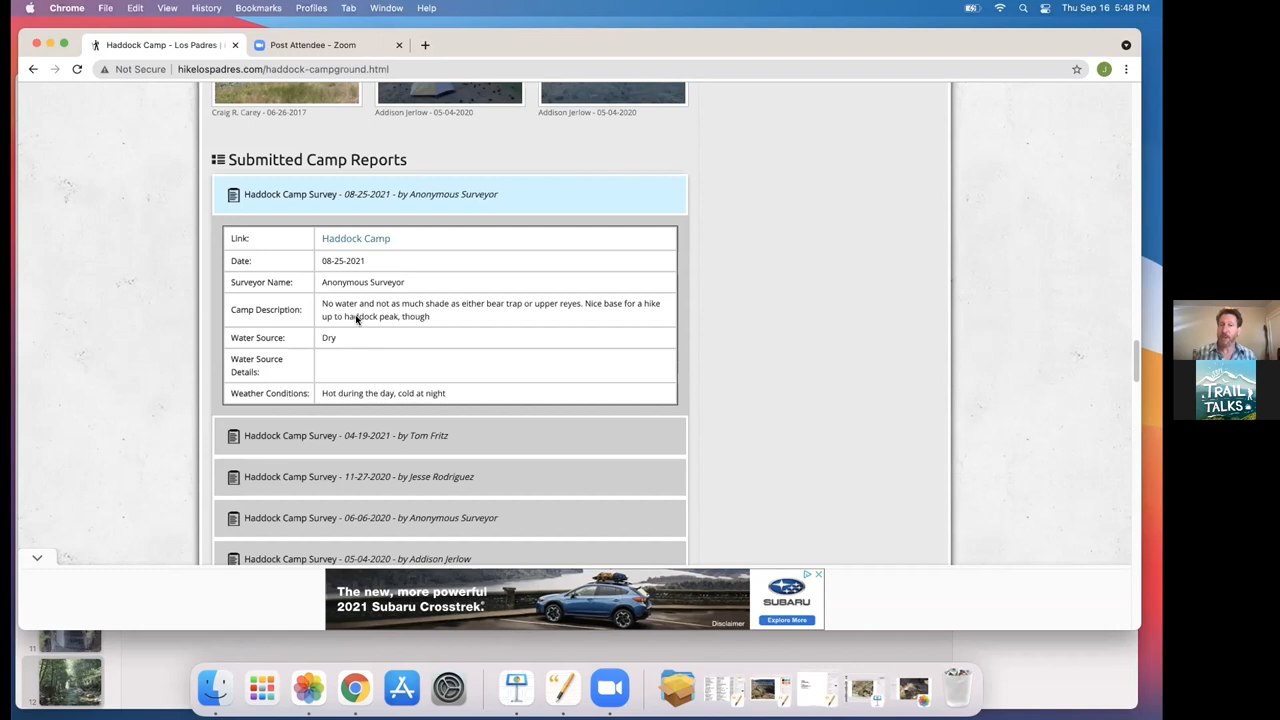 Chrome File Edit View History Bookmarks Profiles Tab Window Help Thu Sep 16 5:48 PM
Haddock Camp - Los Padres |
Post Attendee - Zoom
Not Secure | hikelospadres.com/haddock-campground.html
J
Craig R. Carey - 06-26-2017
Addison Jerlow - 05-04-2020
Addison Jerlow - 05-04-2020
Submitted Camp Reports
Haddock Camp Survey - 08-25-2021 - by Anonymous Surveyor
Link: Haddock Camp
Date: 08-25-2021
Surveyor Name: Anonymous Surveyor
Camp Description: No water and not as much shade as either bear trap or upper reyes. Nice base for a hike
up to haddock peak, though
Water Source: Dry
Water Source
Details:
Weather Conditions: Hot during the day, cold at night
Haddock Camp Survey - 04-19-2021 - by Tom Fritz
Haddock Camp Survey - 11-27-2020 - by Jesse Rodriguez
Haddock Camp Survey - 06-06-2020 - by Anonymous Surveyor
Haddock Camp Survey - 05-04-2020 - by Addison Jerlow
The new, more powerful
2021 Subaru Crosstrek.
Disclaimer
SUBARU
Explore More
11
12
TRAIL
TALKS